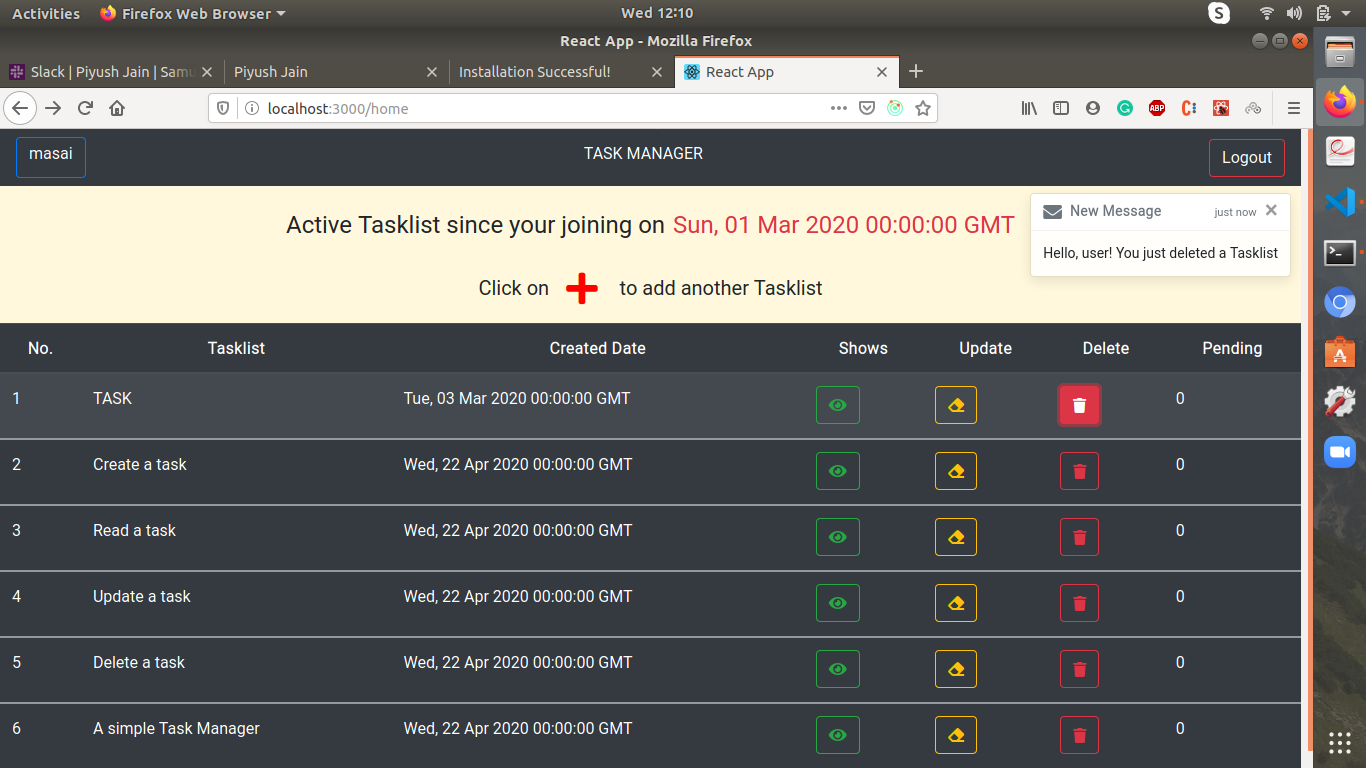 Activities Firefox Web Browser Wed 12:10
React App - Mozilla Firefox
Slack | Piyush Jain | Samu Piyush Jain Installation Successful! React App
localhost:3000/home
masai TASK MANAGER Logout
Active Tasklist since your joining on Sun, 01 Mar 2020 00:00:00 GMT
New Message just now
Hello, user! You just deleted a Tasklist
Click on to add another Tasklist
No. Tasklist Created Date Shows Update Delete Pending
1 TASK Tue, 03 Mar 2020 00:00:00 GMT 0
2 Create a task Wed, 22 Apr 2020 00:00:00 GMT 0
3 Read a task Wed, 22 Apr 2020 00:00:00 GMT 0
4 Update a task Wed, 22 Apr 2020 00:00:00 GMT 0
5 Delete a task Wed, 22 Apr 2020 00:00:00 GMT 0
6 A simple Task Manager Wed, 22 Apr 2020 00:00:00 GMT 0